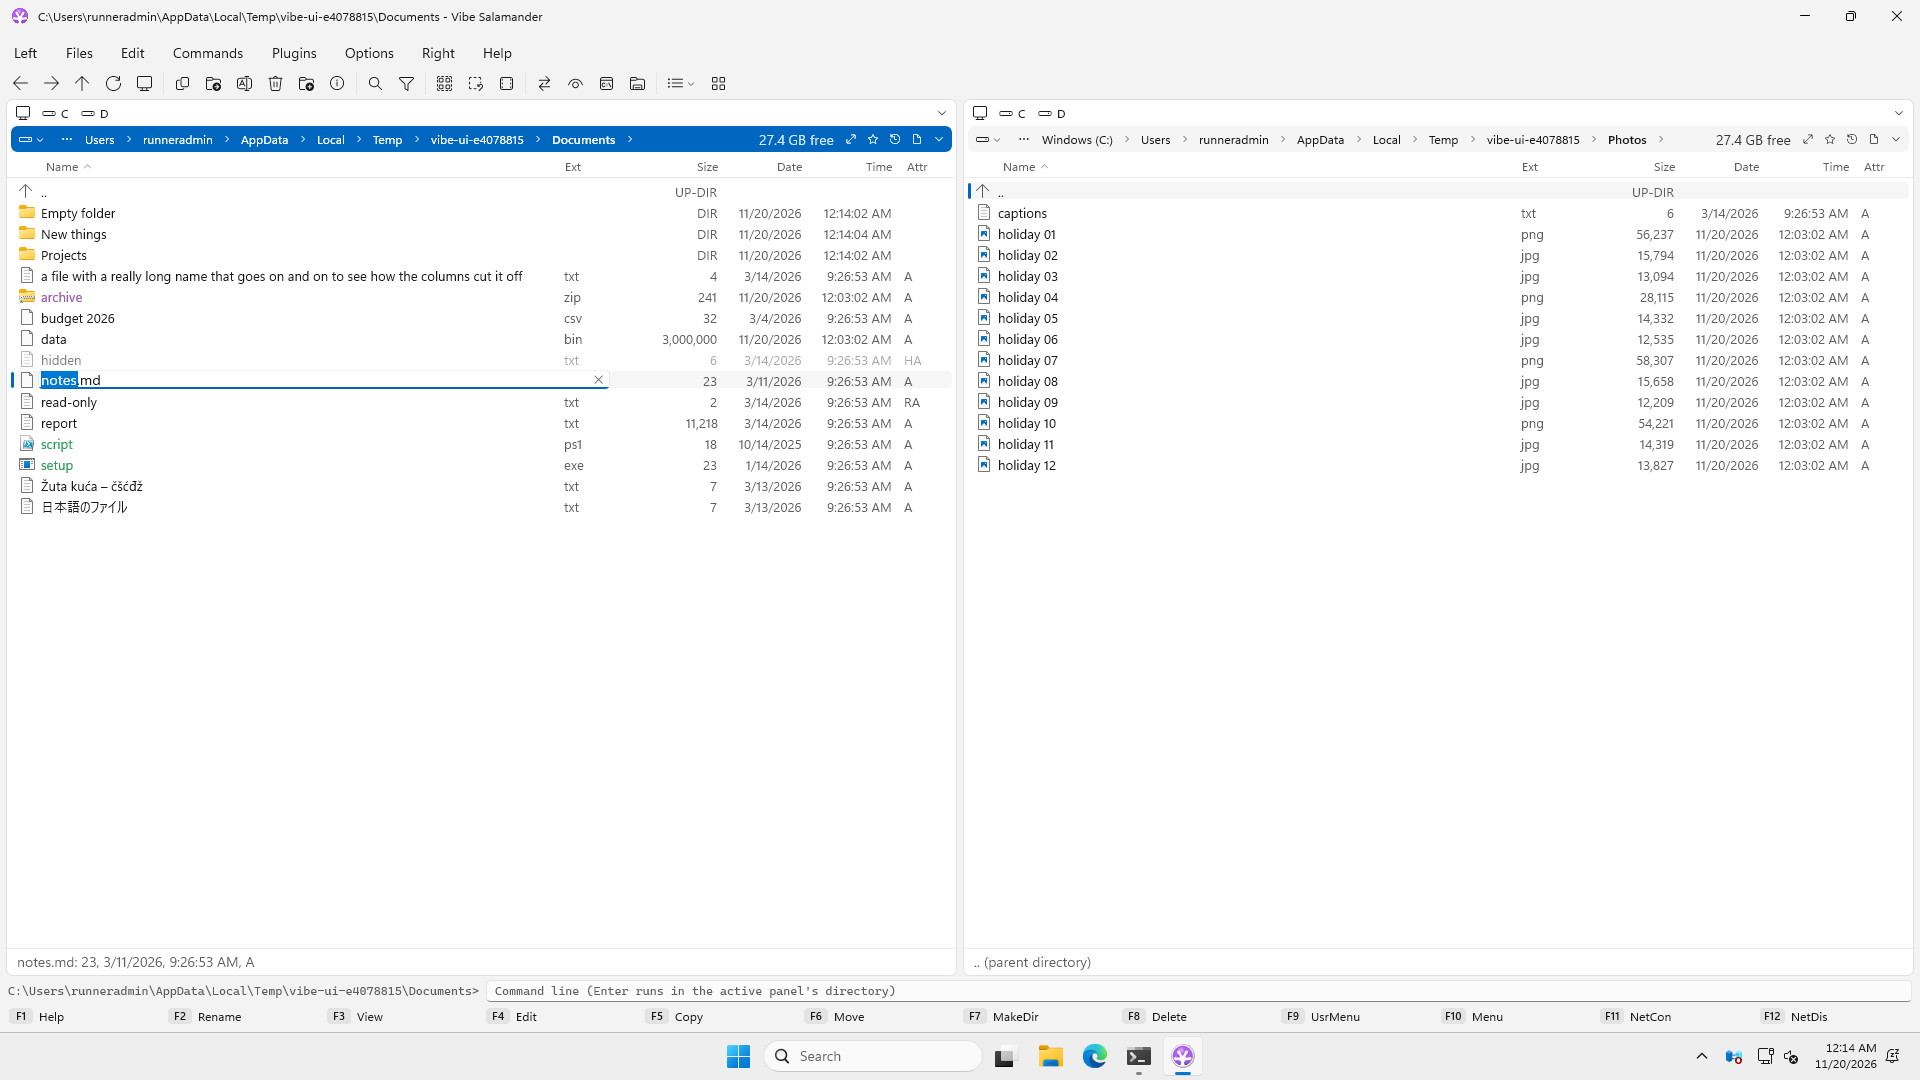 C:\Users\runneradmin\AppData\Local\Temp\vibe-ui-e4078815\Documents - Vibe Salamander
Left Files Edit Commands Plugins Options Right Help
C D
Users runneradmin AppData Local Temp vibe-ui-e4078815 Documents 27.4 GB free
Name Ext Size Date Time Attr
.. UP-DIR
Empty folder DIR 11/20/2026 12:14:02 AM
New things DIR 11/20/2026 12:14:04 AM
Projects DIR 11/20/2026 12:14:02 AM
a file with a really long name that goes on and on to see how the columns cut it off txt 4 3/14/2026 9:26:53 AM A
archive zip 241 11/20/2026 12:03:02 AM A
budget 2026 csv 32 3/4/2026 9:26:53 AM A
data bin 3,000,000 11/20/2026 12:03:02 AM A
hidden txt 6 3/14/2026 9:26:53 AM HA
notes.md 23 3/11/2026 9:26:53 AM A
read-only txt 2 3/14/2026 9:26:53 AM RA
report txt 11,218 3/14/2026 9:26:53 AM A
script ps1 18 10/14/2025 9:26:53 AM A
setup exe 23 1/14/2026 9:26:53 AM A
Žuta kuća – čšćđž txt 7 3/13/2026 9:26:53 AM A
日本語のファイル txt 7 3/13/2026 9:26:53 AM A
notes.md: 23, 3/11/2026, 9:26:53 AM, A
C D
Windows (C:) Users runneradmin AppData Local Temp vibe-ui-e4078815 Photos 27.4 GB free
Name Ext Size Date Time Attr
.. UP-DIR
captions txt 6 3/14/2026 9:26:53 AM A
holiday 01 png 56,237 11/20/2026 12:03:02 AM A
holiday 02 jpg 15,794 11/20/2026 12:03:02 AM A
holiday 03 jpg 13,094 11/20/2026 12:03:02 AM A
holiday 04 png 28,115 11/20/2026 12:03:02 AM A
holiday 05 jpg 14,332 11/20/2026 12:03:02 AM A
holiday 06 jpg 12,535 11/20/2026 12:03:02 AM A
holiday 07 png 58,307 11/20/2026 12:03:02 AM A
holiday 08 jpg 15,658 11/20/2026 12:03:02 AM A
holiday 09 jpg 12,209 11/20/2026 12:03:02 AM A
holiday 10 png 54,221 11/20/2026 12:03:02 AM A
holiday 11 jpg 14,319 11/20/2026 12:03:02 AM A
holiday 12 jpg 13,827 11/20/2026 12:03:02 AM A
.. (parent directory)
C:\Users\runneradmin\AppData\Local\Temp\vibe-ui-e4078815\Documents> Command line (Enter runs in the active panel's directory)
F1 Help F2 Rename F3 View F4 Edit F5 Copy F6 Move F7 MakeDir F8 Delete F9 UsrMenu F10 Menu F11 NetCon F12 NetDis
Search
12:14 AM
11/20/2026